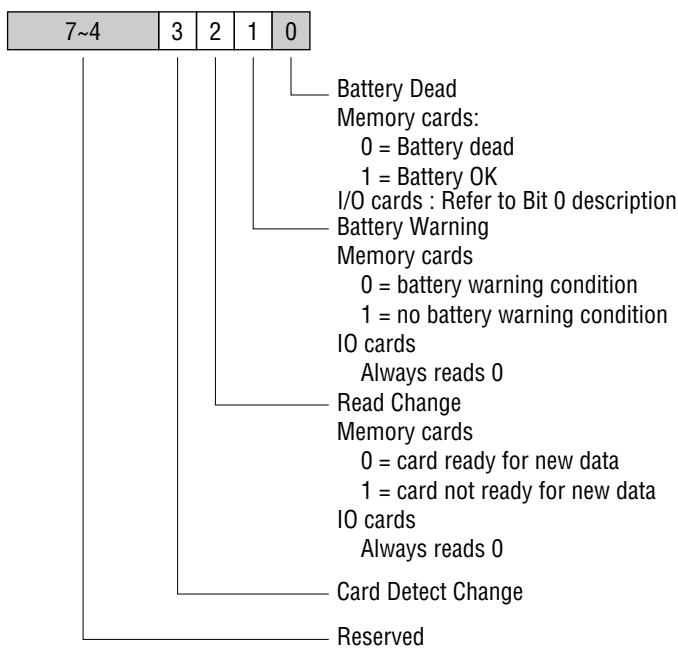 7~4 3 2 1 0
Battery Dead
Memory cards:
0 = Battery dead
1 = Battery OK
I/O cards : Refer to Bit 0 description
Battery Warning
Memory cards
0 = battery warning condition
1 = no battery warning condition
IO cards
Always reads 0
Read Change
Memory cards
0 = card ready for new data
1 = card not ready for new data
IO cards
Always reads 0
Card Detect Change
Reserved